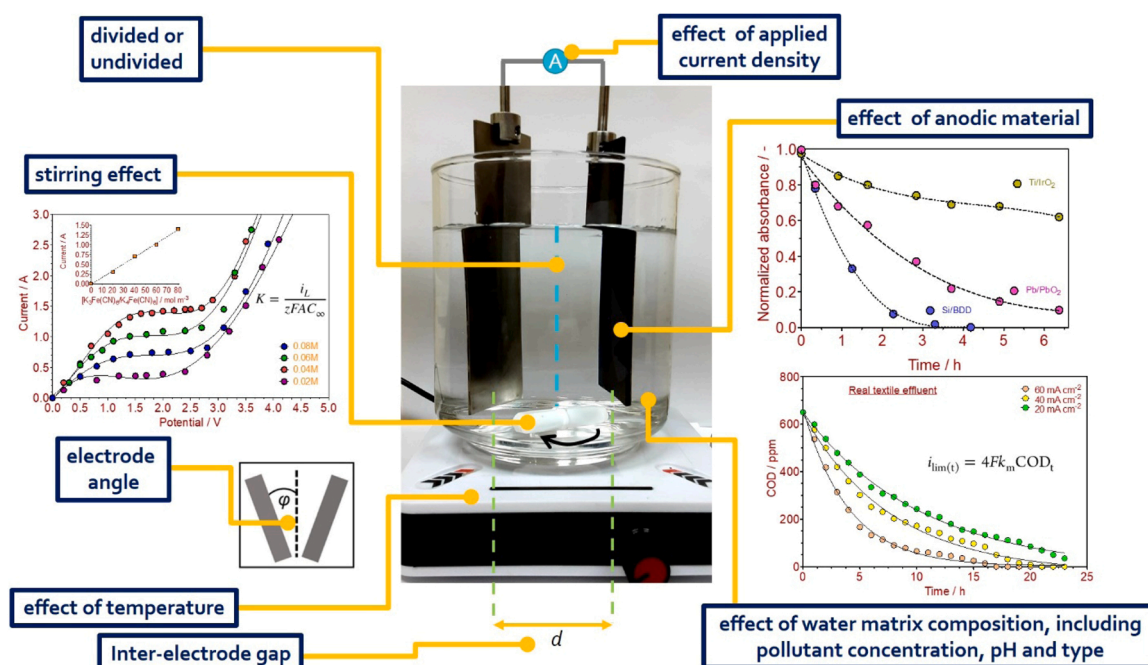 divided or
undivided
A
effect of applied
current density
effect of anodic material
stirring effect
Normalized absorbance / -
1.0
0.8
0.6
0.4
0.2
0.0
0 1 2 3 4 5 6
Time / h
Ti/IrO2
Pb/PbO2
Si/BDD
Current / A
3.0
2.5
2.0
1.5
1.0
0.5
0.0
0.0 0.5 1.0 1.5 2.0 2.5 3.0 3.5 4.0 4.5 5.0
Potential / V
Current / A
1.50
1.25
1.00
0.75
0.50
0.25
0.00
0 10 20 30 40 50 60 70 80
[K3Fe(CN)6/K4Fe(CN)6] / mol m-3
K = iL / zFAC∞
0.08M
0.06M
0.04M
0.02M
electrode
angle
φ
COD / ppm
800
600
400
200
0
0 5 10 15 20 25
Time / h
Real textile effluent
60 mA cm-2
40 mA cm-2
20 mA cm-2
ilim(t) = 4FkmCODt
effect of temperature
Inter-electrode gap
d
effect of water matrix composition, including
pollutant concentration, pH and type